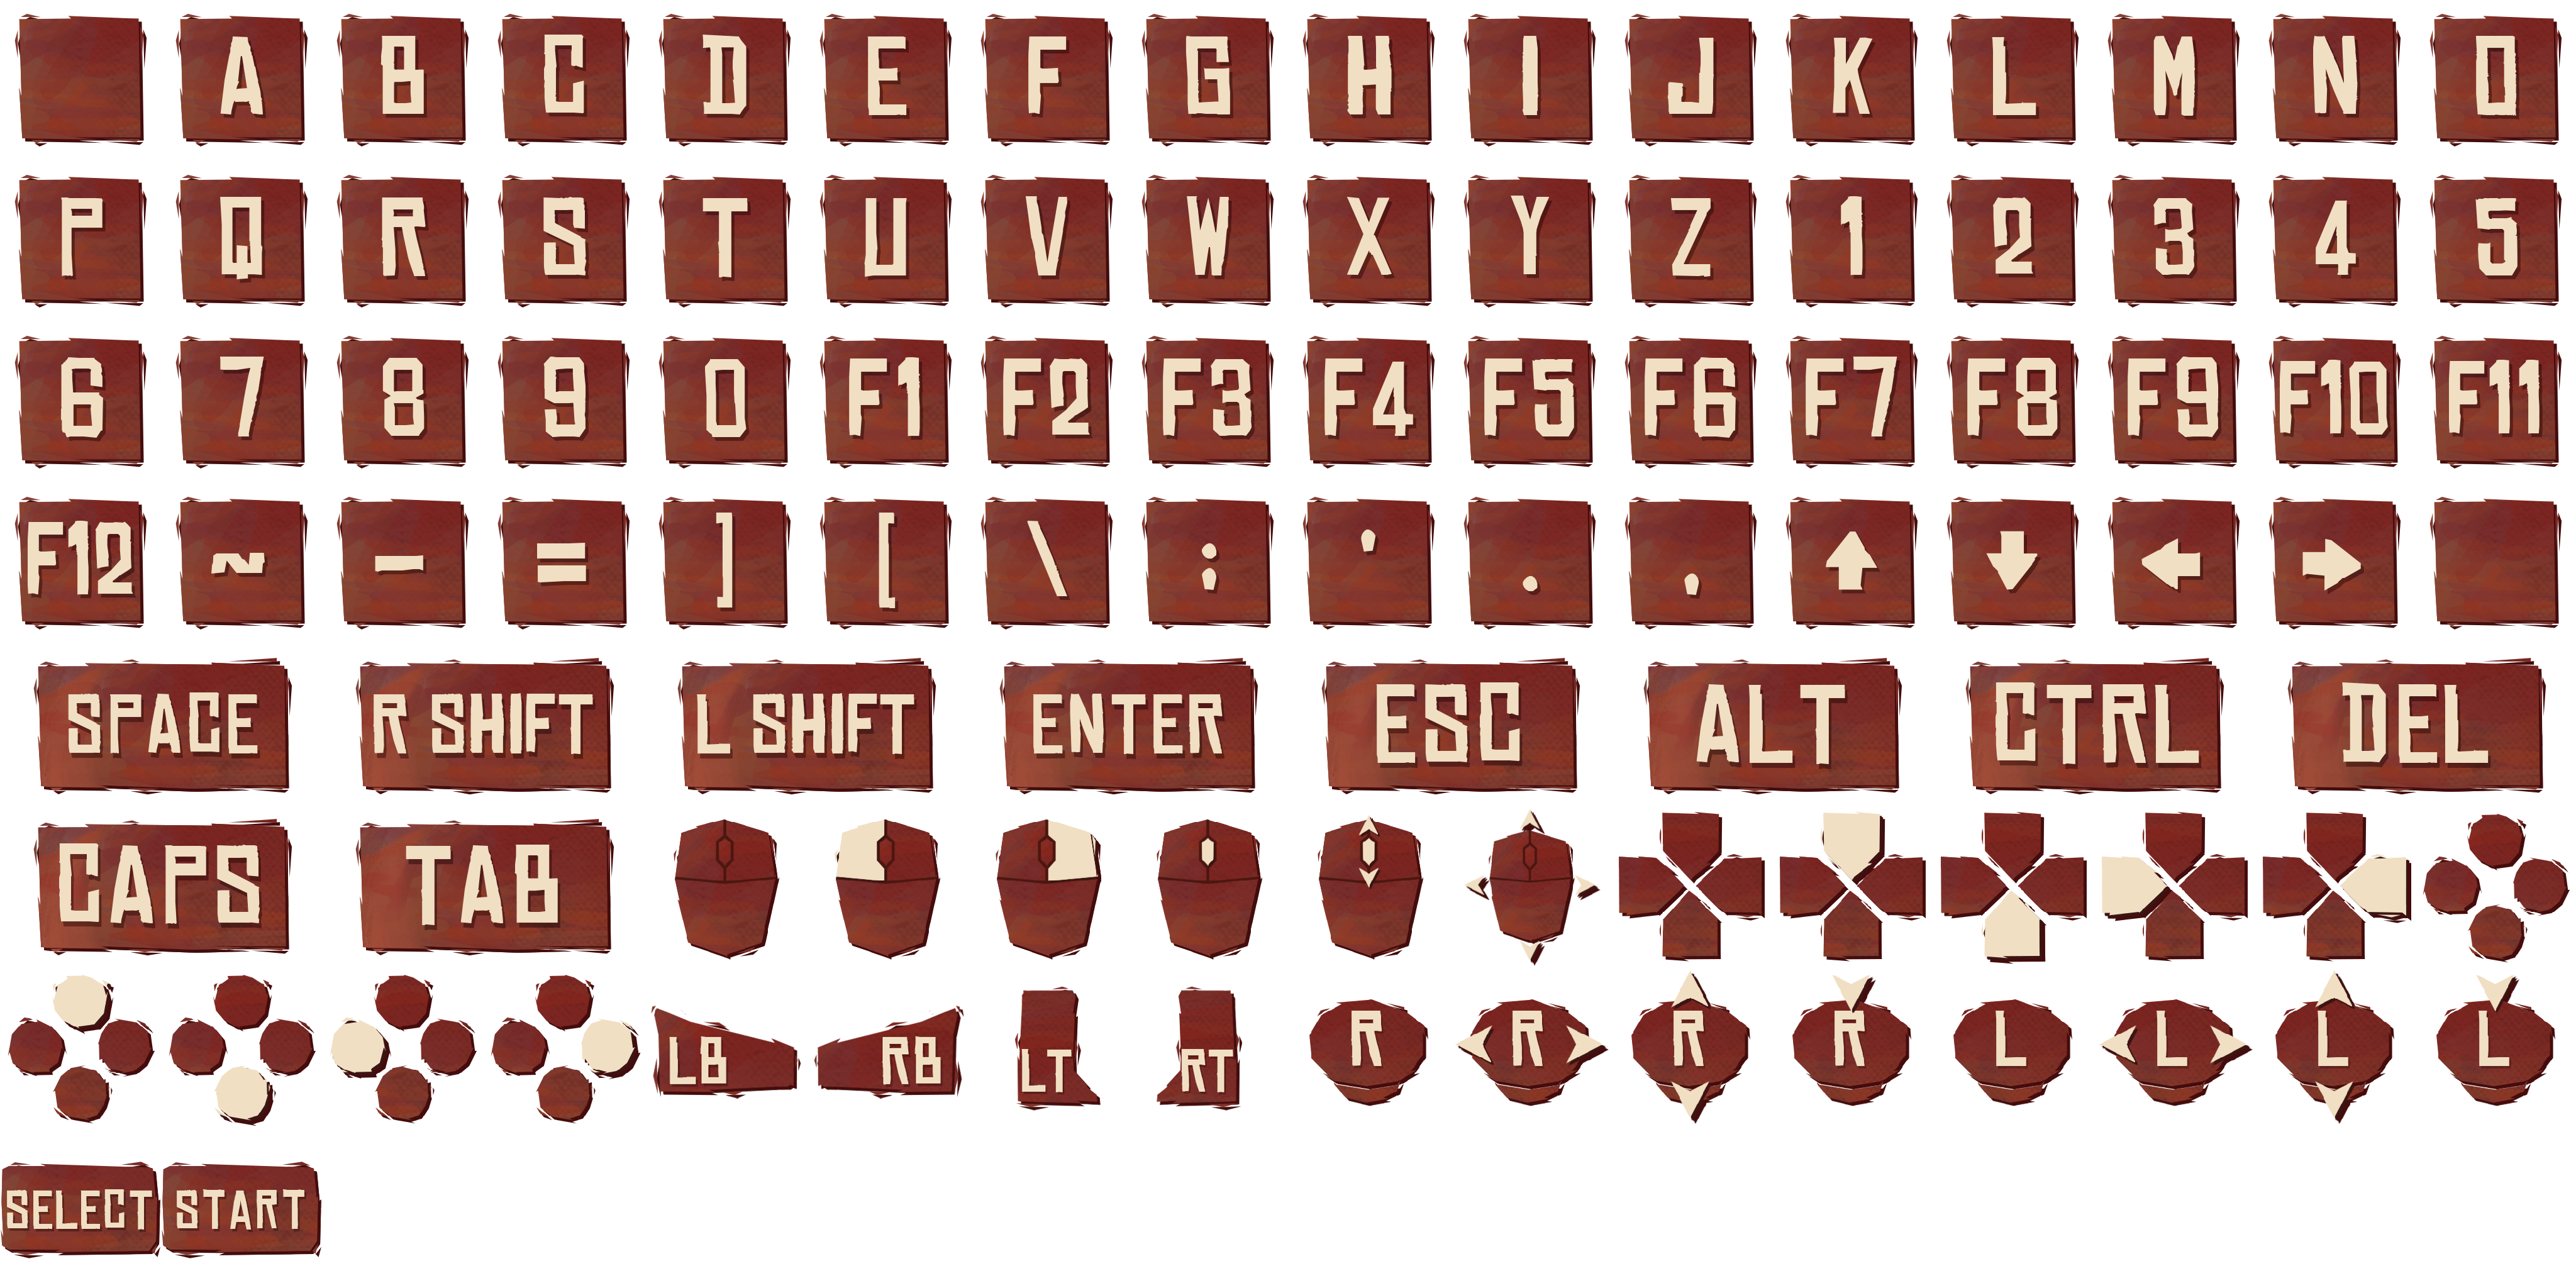 A B C D E F G H I J K L M N O
P Q R S T U V W X Y Z 1 2 3 4 5
6 7 8 9 0 F1 F2 F3 F4 F5 F6 F7 F8 F9 F10 F11
F12 ~ - = ] [ \ : ' . ,
SPACE R SHIFT L SHIFT ENTER ESC ALT CTRL DEL
CAPS TAB
LB RB LT RT R R R R L L L L
SELECT START